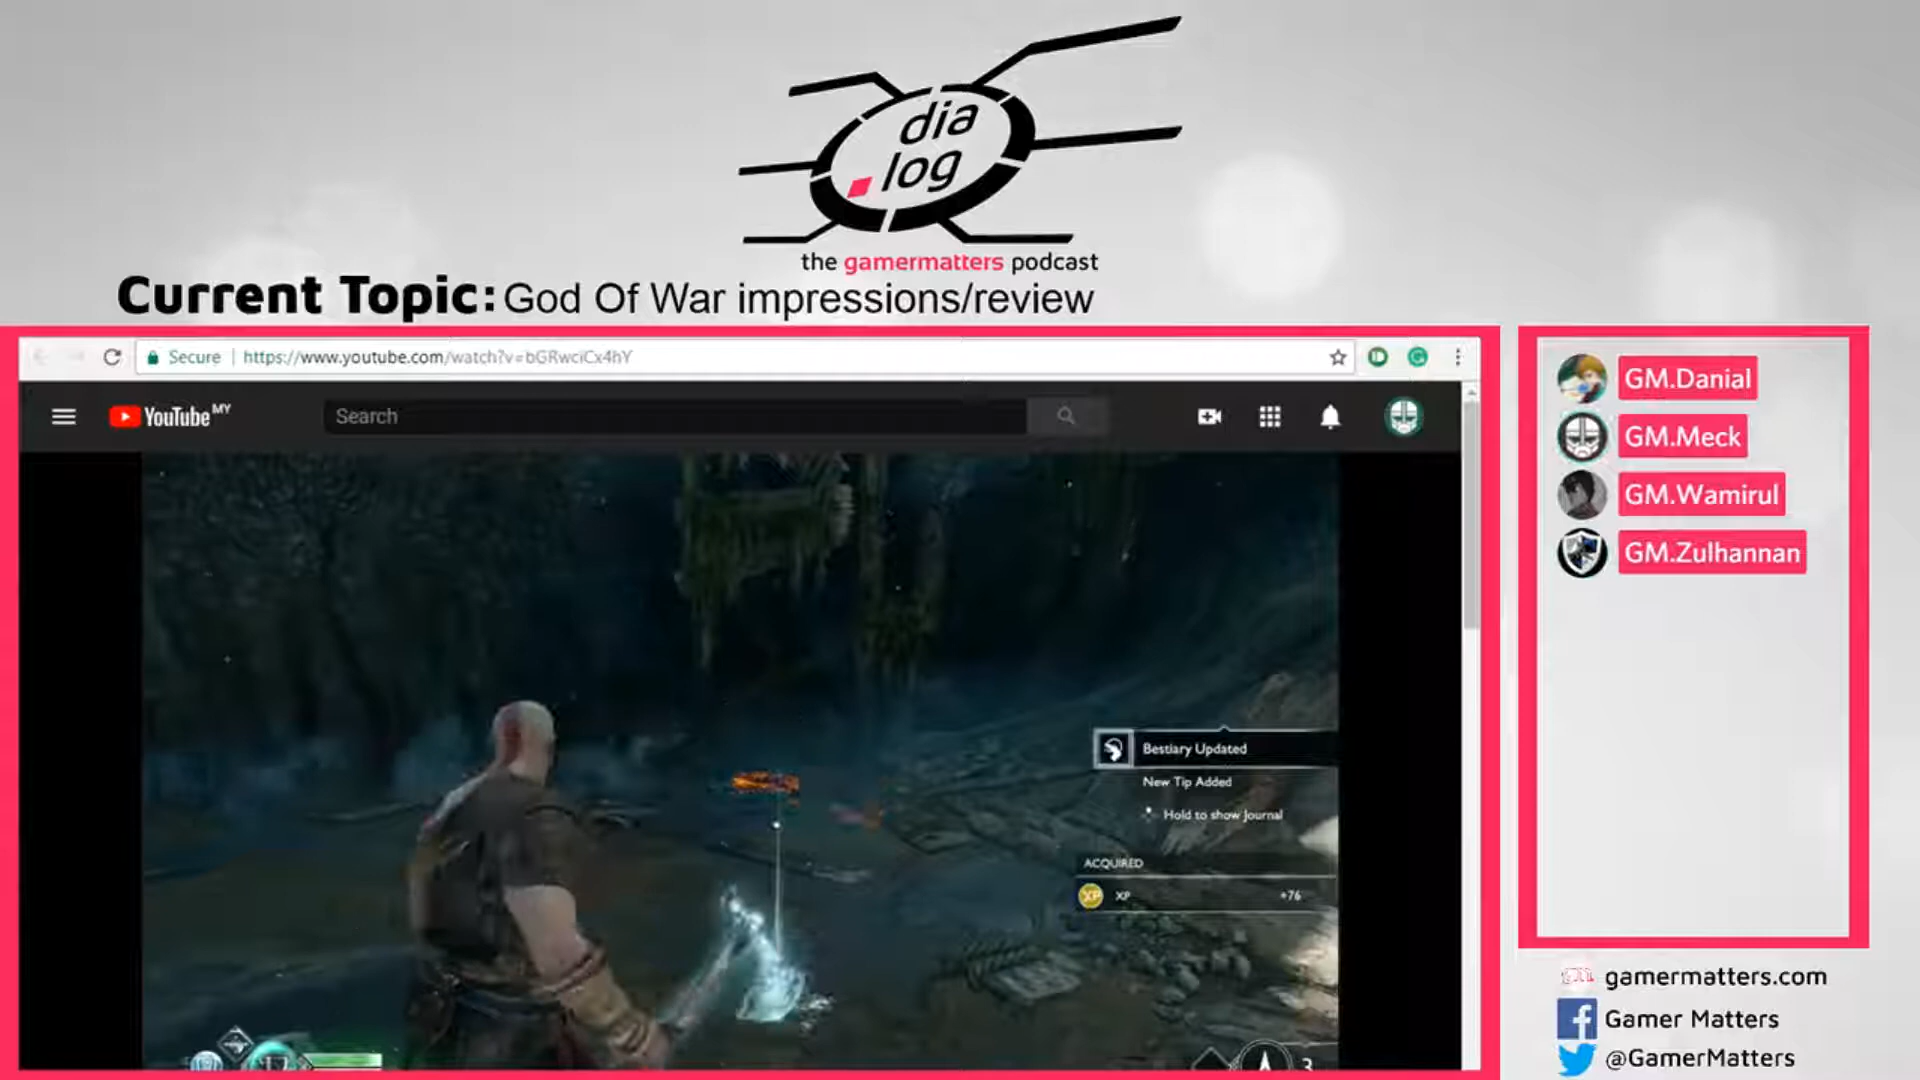 dia
.log
the gamermatters podcast
Current Topic: God Of War impressions/review
Secure | https://www.youtube.com/watch?v=bGRwciCx4hY
YouTube MY
Search
Bestiary Updated
New Tip Added
Hold to show Journal
ACQUIRED
XP XP +76
3
GM.Danial
GM.Meck
GM.Wamirul
GM.Zulhannan
gamermatters.com
Gamer Matters
@GamerMatters